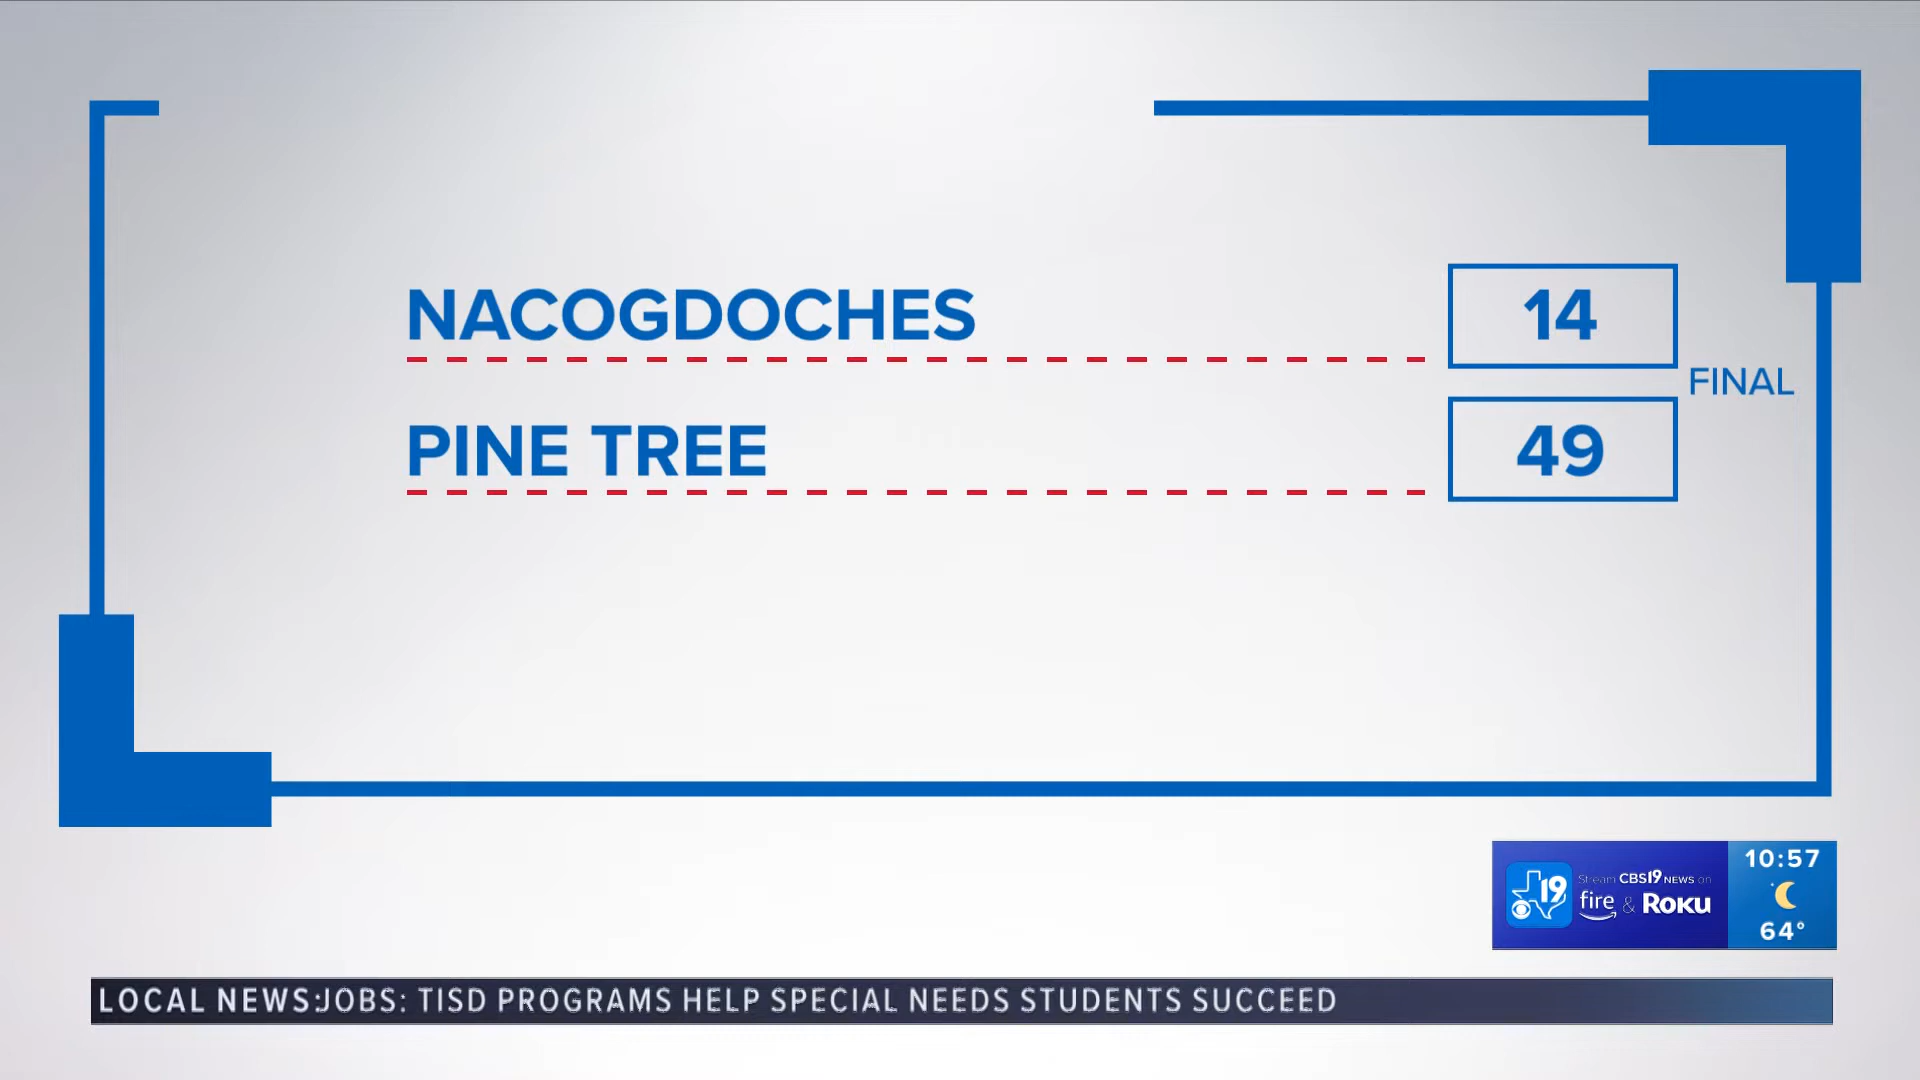 NACOGDOCHES 14
FINAL
PINE TREE 49
19 Stream CBS19 NEWS on
fire & ROKU
10:57
64°
LOCAL NEWS:JOBS: TISD PROGRAMS HELP SPECIAL NEEDS STUDENTS SUCCEED